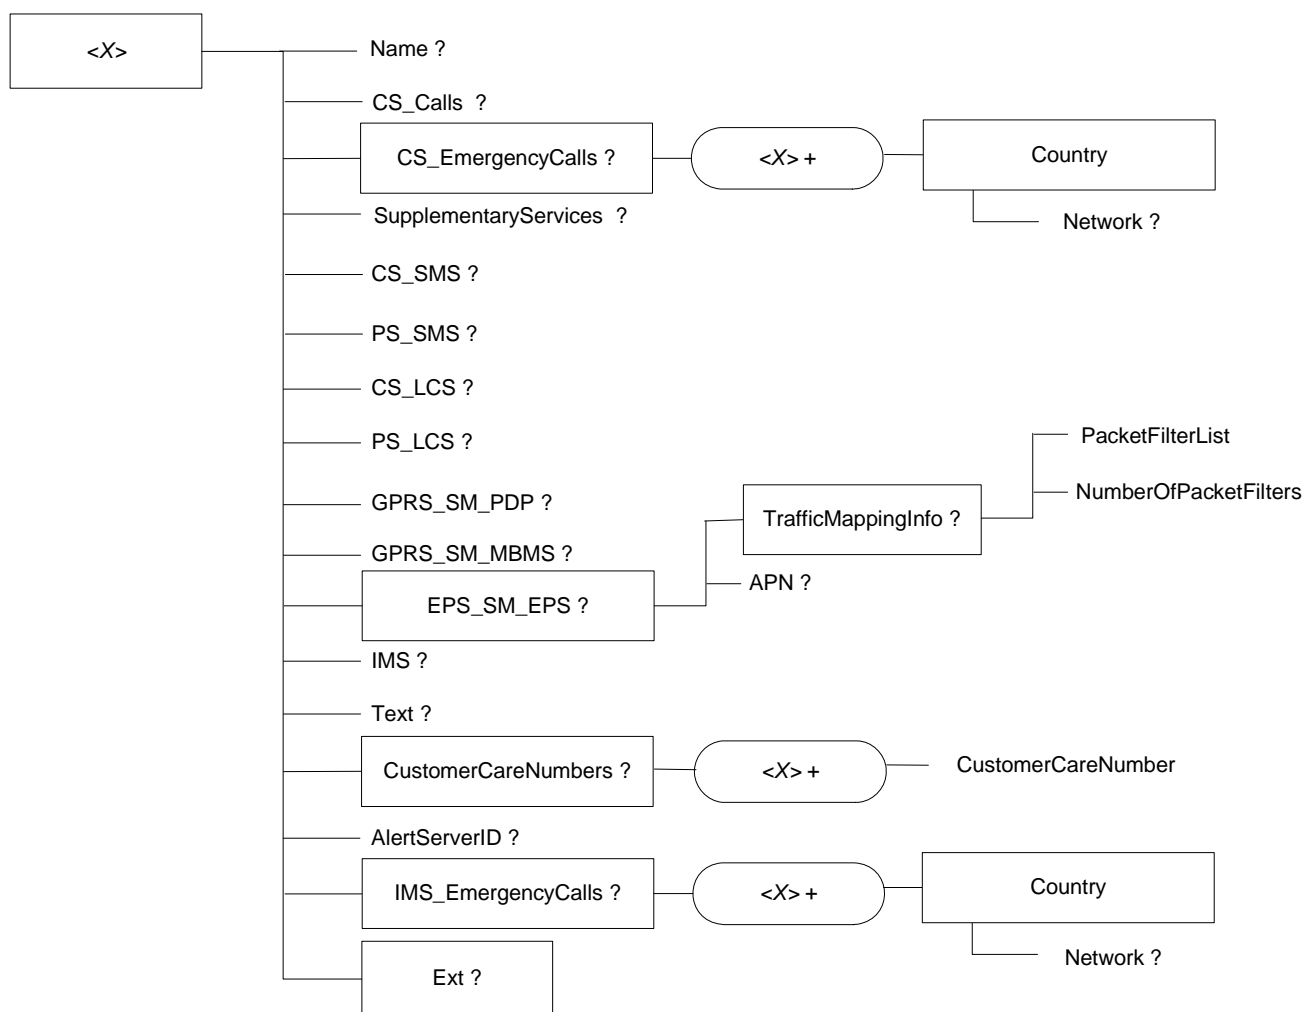 <X>
Name ?
CS_Calls ?
CS_EmergencyCalls ?
<X> +
Country
Network ?
SupplementaryServices ?
CS_SMS ?
PS_SMS ?
CS_LCS ?
PS_LCS ?
PacketFilterList
NumberOfPacketFilters
TrafficMappingInfo ?
GPRS_SM_PDP ?
GPRS_SM_MBMS ?
APN ?
EPS_SM_EPS ?
IMS ?
Text ?
CustomerCareNumbers ?
<X> +
CustomerCareNumber
AlertServerID ?
IMS_EmergencyCalls ?
<X> +
Country
Network ?
Ext ?